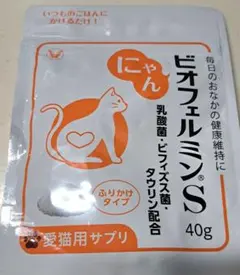 いつものごはんに
かけるだけ!
毎日のおなかの健康維持に
にゃん
ビオフェルミン®S
40g
乳酸菌・ビフィズス菌・
タウリン配合
ふりかけ
タイプ
愛猫用サプリ